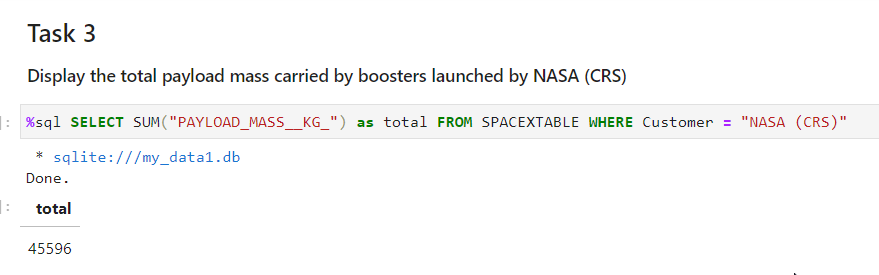 Task 3
Display the total payload mass carried by boosters launched by NASA (CRS)
]: %sql SELECT SUM("PAYLOAD_MASS__KG_") as total FROM SPACEXTABLE WHERE Customer = "NASA (CRS)"
* sqlite:///my_data1.db
Done.
]: total
45596